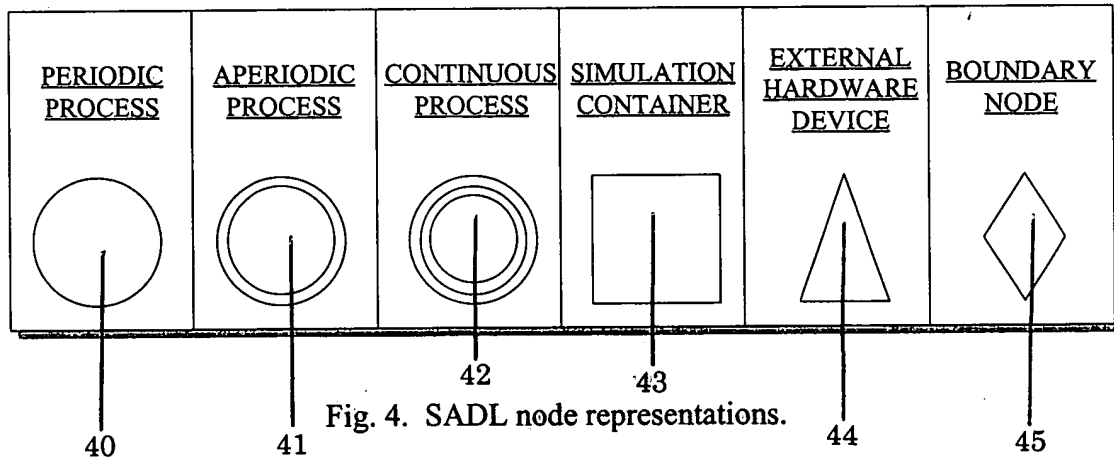 PERIODIC
PROCESS
APERIODIC
PROCESS
CONTINUOUS
PROCESS
SIMULATION
CONTAINER
EXTERNAL
HARDWARE
DEVICE
BOUNDARY
NODE
42
43
Fig. 4. SADL node representations.
40
41
44
45